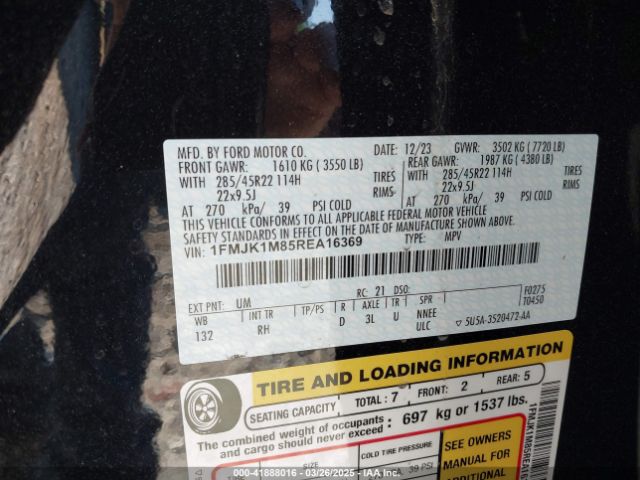 MFD. BY FORD MOTOR CO. DATE: 12/23 GVWR: 3502 KG (7720 LB)
FRONT GAWR: 1610 KG (3550 LB) REAR GAWR: 1987 KG (4380 LB)
WITH 285/45R22 114H TIRES WITH 285/45R22 114H TIRES
22x9.5J RIMS 22x9.5J RIMS
AT 270 kPa/ 39 PSI COLD AT 270 kPa/ 39 PSI COLD
THIS VEHICLE CONFORMS TO ALL APPLICABLE FEDERAL MOTOR VEHICLE
SAFETY STANDARDS IN EFFECT ON THE DATE OF MANUFACTURE SHOWN ABOVE.
VIN: 1FMJK1M85REA16369 TYPE: MPV
EXT PNT: UM RC: 21 DSO: F0275
WB INT TR TP/PS R AXLE TR SPR T0450
132 RH D 3L U NNEE
ULC ▽ 5U5A-3520472-AA
TIRE AND LOADING INFORMATION
SEATING CAPACITY TOTAL: 7 FRONT: 2 REAR: 5
The combined weight of occupants and cargo should never exceed : 697 kg or 1537 lbs.
SIZE COLD TIRE PRESSURE SEE OWNERS
39 PSI MANUAL FOR
ADDITIONAL
000-41888016 - 03/26/2025 - IAA Inc.